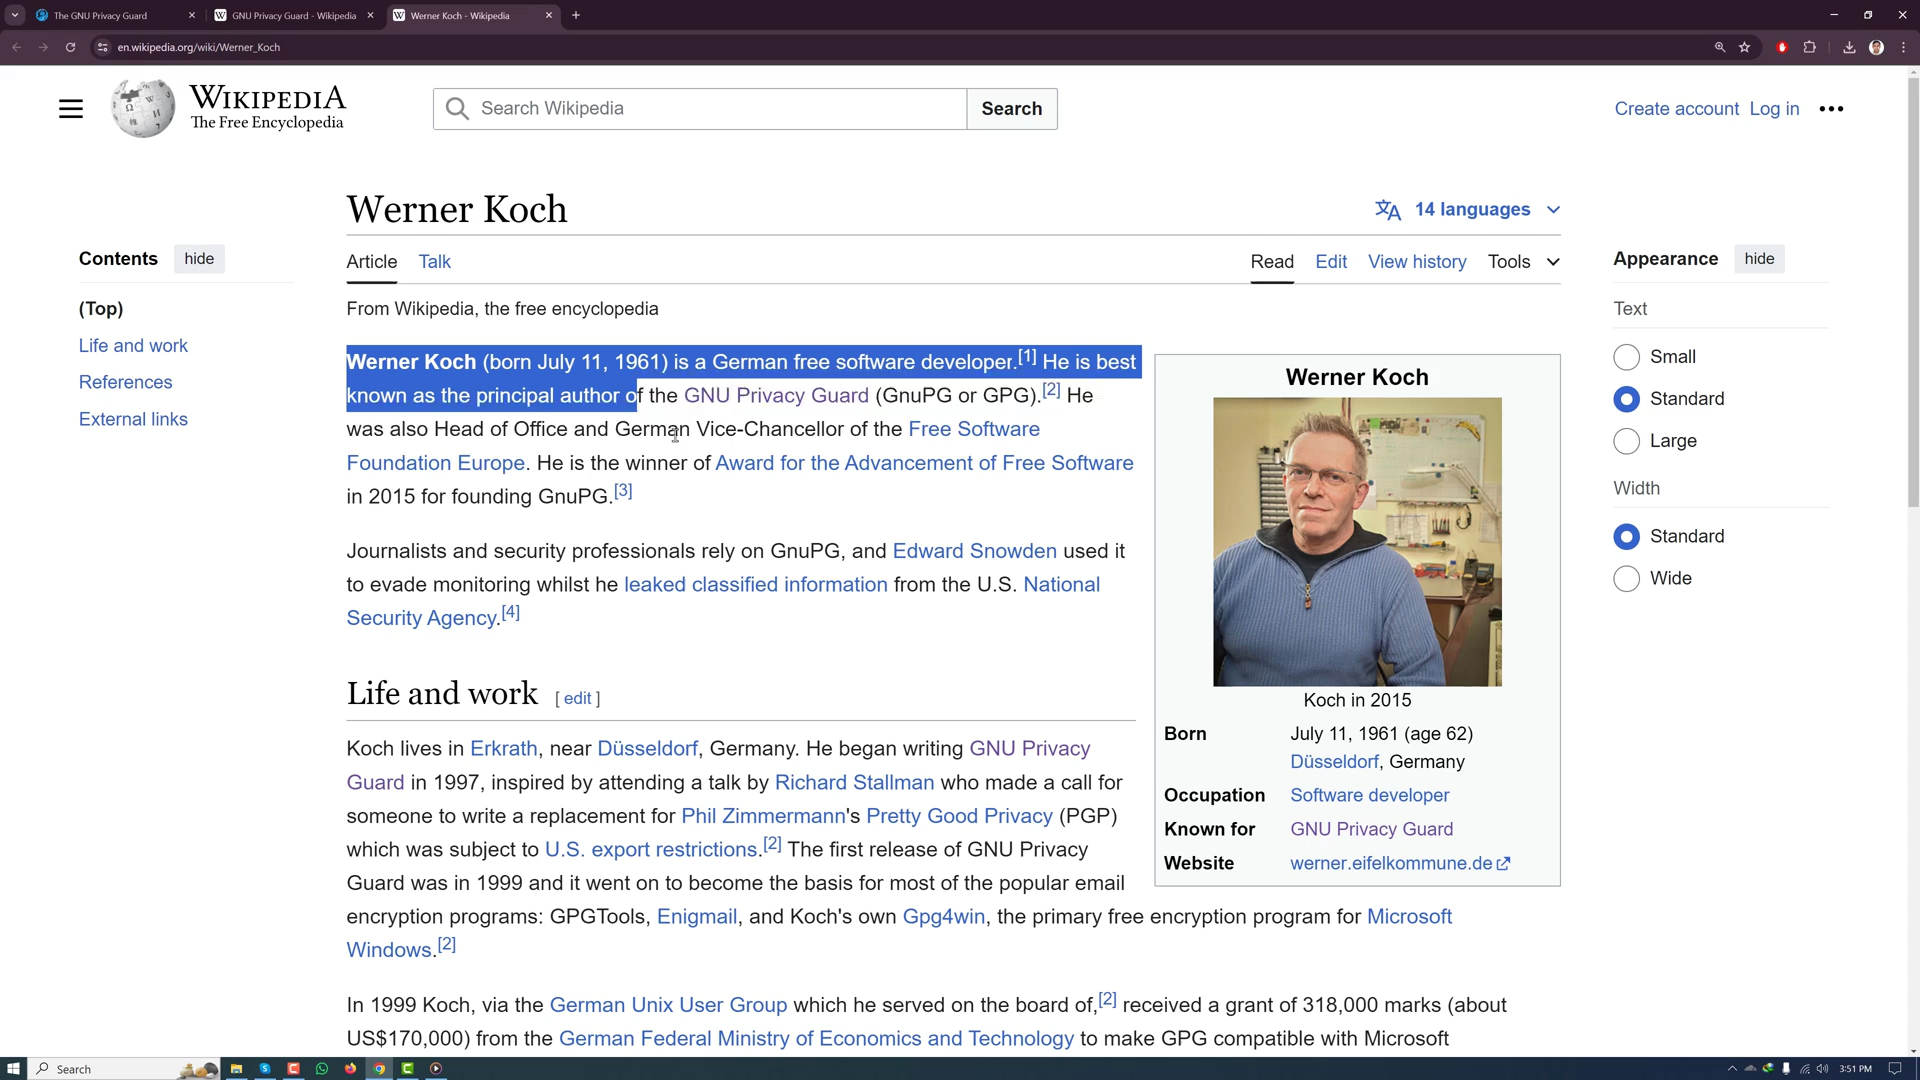 The GNU Privacy Guard
GNU Privacy Guard - Wikipedia
Werner Koch - Wikipedia
en.wikipedia.org/wiki/Werner_Koch
WIKIPEDIA
The Free Encyclopedia
Search Wikipedia
Search
Create account
Log in
Werner Koch
14 languages
Contents
hide
Article
Talk
Read
Edit
View history
Tools
Appearance
hide
(Top)
Life and work
References
External links
From Wikipedia, the free encyclopedia
Werner Koch (born July 11, 1961) is a German free software developer.[1] He is best
known as the principal author of the GNU Privacy Guard (GnuPG or GPG).[2] He
was also Head of Office and German Vice-Chancellor of the Free Software
Foundation Europe. He is the winner of Award for the Advancement of Free Software
in 2015 for founding GnuPG.[3]
Journalists and security professionals rely on GnuPG, and Edward Snowden used it
to evade monitoring whilst he leaked classified information from the U.S. National
Security Agency.[4]
Life and work [ edit ]
Koch lives in Erkrath, near Düsseldorf, Germany. He began writing GNU Privacy
Guard in 1997, inspired by attending a talk by Richard Stallman who made a call for
someone to write a replacement for Phil Zimmermann's Pretty Good Privacy (PGP)
which was subject to U.S. export restrictions.[2] The first release of GNU Privacy
Guard was in 1999 and it went on to become the basis for most of the popular email
encryption programs: GPGTools, Enigmail, and Koch's own Gpg4win, the primary free encryption program for Microsoft
Windows.[2]
In 1999 Koch, via the German Unix User Group which he served on the board of,[2] received a grant of 318,000 marks (about
US$170,000) from the German Federal Ministry of Economics and Technology to make GPG compatible with Microsoft
Werner Koch
Koch in 2015
Born July 11, 1961 (age 62)
Düsseldorf, Germany
Occupation Software developer
Known for GNU Privacy Guard
Website werner.eifelkommune.de
Text
Small
Standard
Large
Width
Standard
Wide
Search
3:51 PM